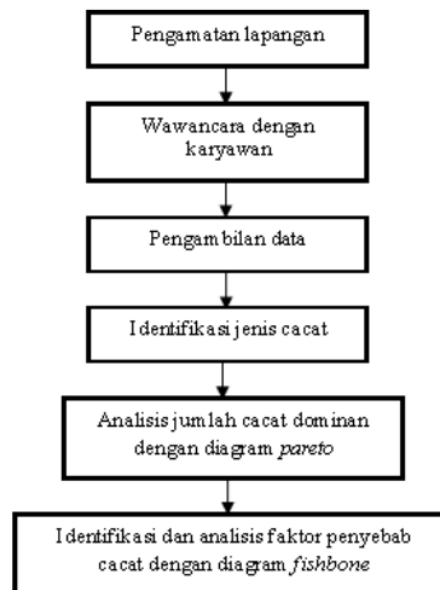 Pengamatan lapangan
Wawancara dengan
karyawan
Pengambilan data
Identifikasi jenis cacat
Analisis jumlah cacat dominan
dengan diagram pareto
Identifikasi dan analisis faktor penyebab
cacat dengan diagram fishbone